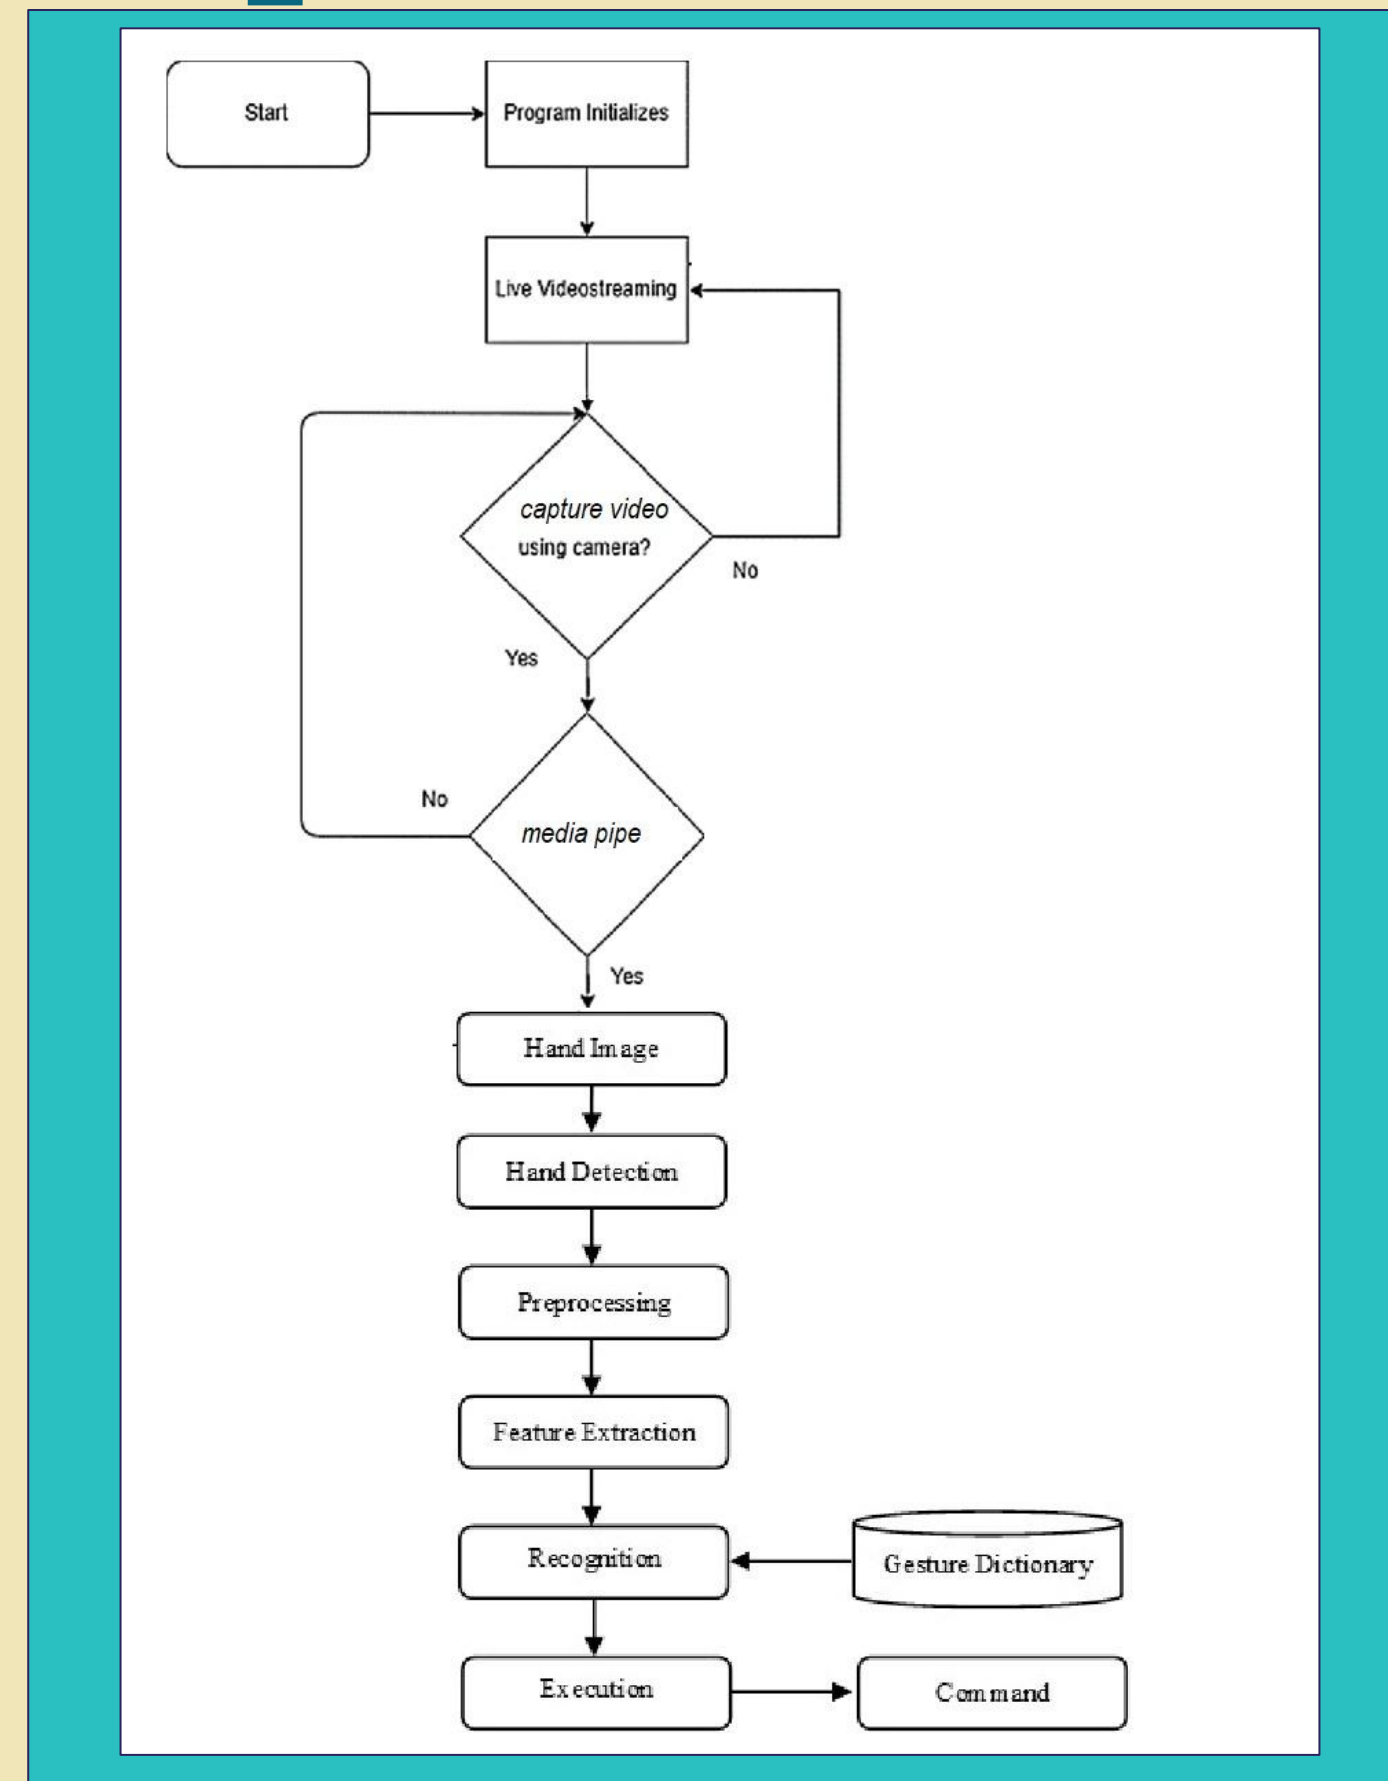 Start
Program Initializes
Live Videostreaming
capture video
using camera?
No
Yes
No
media pipe
Yes
Hand Image
Hand Detection
Preprocessing
Feature Extraction
Recognition
Gesture Dictionary
Execution
Command